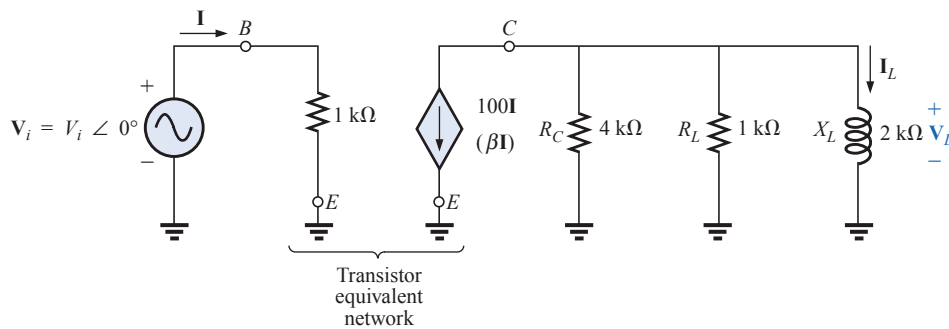 I
B
C
I_L
+
V_i = V_i ∠ 0°
−
1 kΩ
100I
(βI)
R_C
4 kΩ
R_L
1 kΩ
X_L
2 kΩ
+
V_L
−
E
E
Transistor
equivalent
network